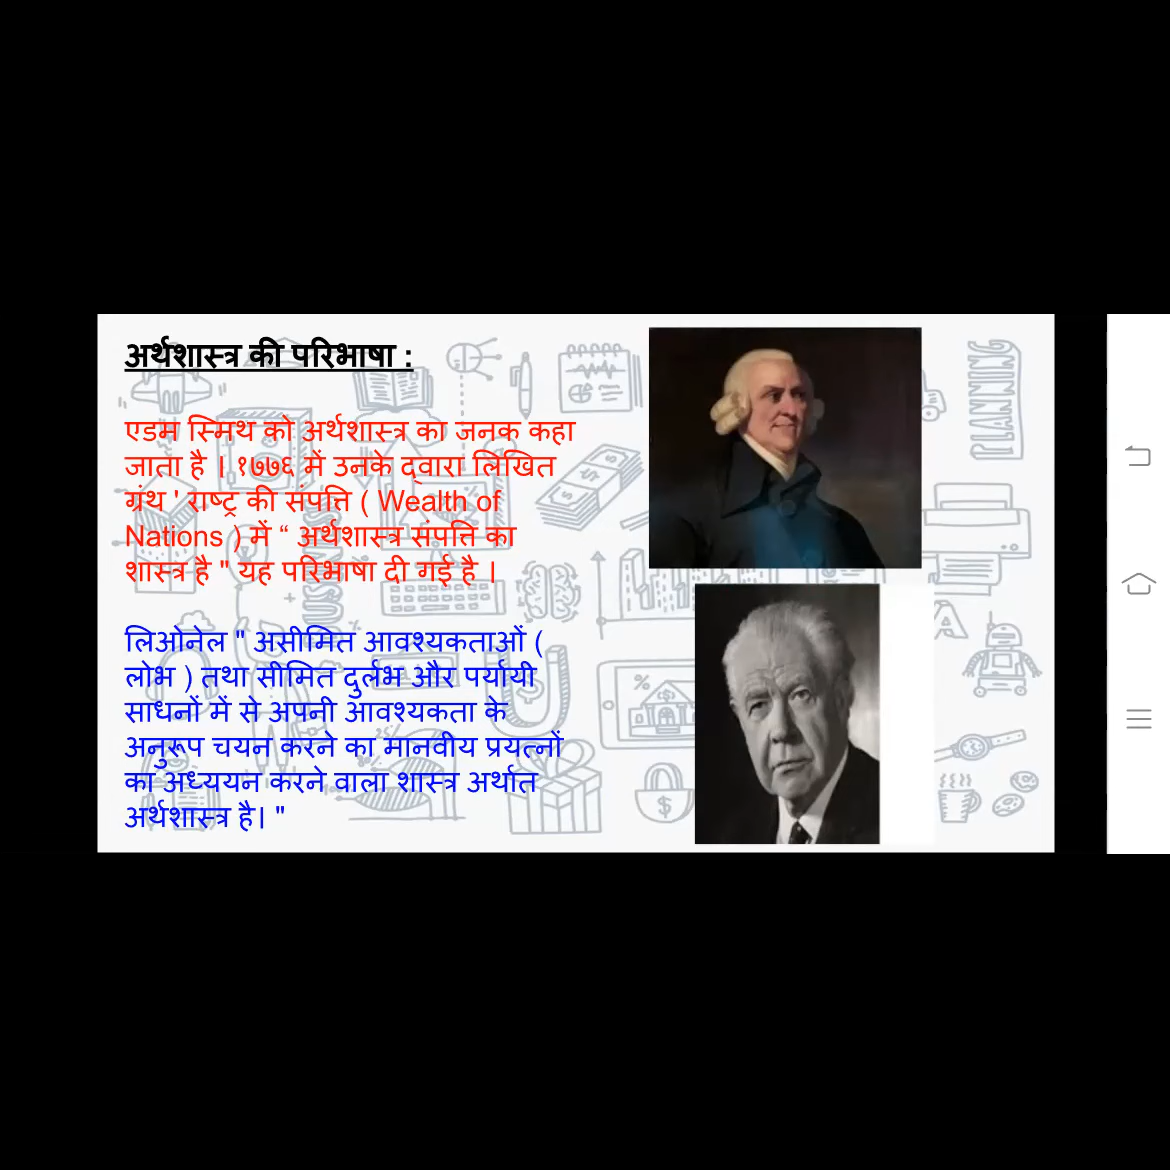 अर्थशास्त्र की परिभाषा :
एडम स्मिथ को अर्थशास्त्र का जनक कहा
जाता है | १७७६ में उनके द्वारा लिखित
ग्रंथ ' राष्ट्र की संपत्ति ( Wealth of
Nations ) में “ अर्थशास्त्र संपत्ति का
शास्त्र है " यह परिभाषा दी गई है |
लिओनेल " असीमित आवश्यकताओं (
लोभ ) तथा सीमित दुर्लभ और पर्यायी
साधनों में से अपनी आवश्यकता के
अनुरूप चयन करने का मानवीय प्रयत्नों
का अध्ययन करने वाला शास्त्र अर्थात
अर्थशास्त्र है| "
PLANNING